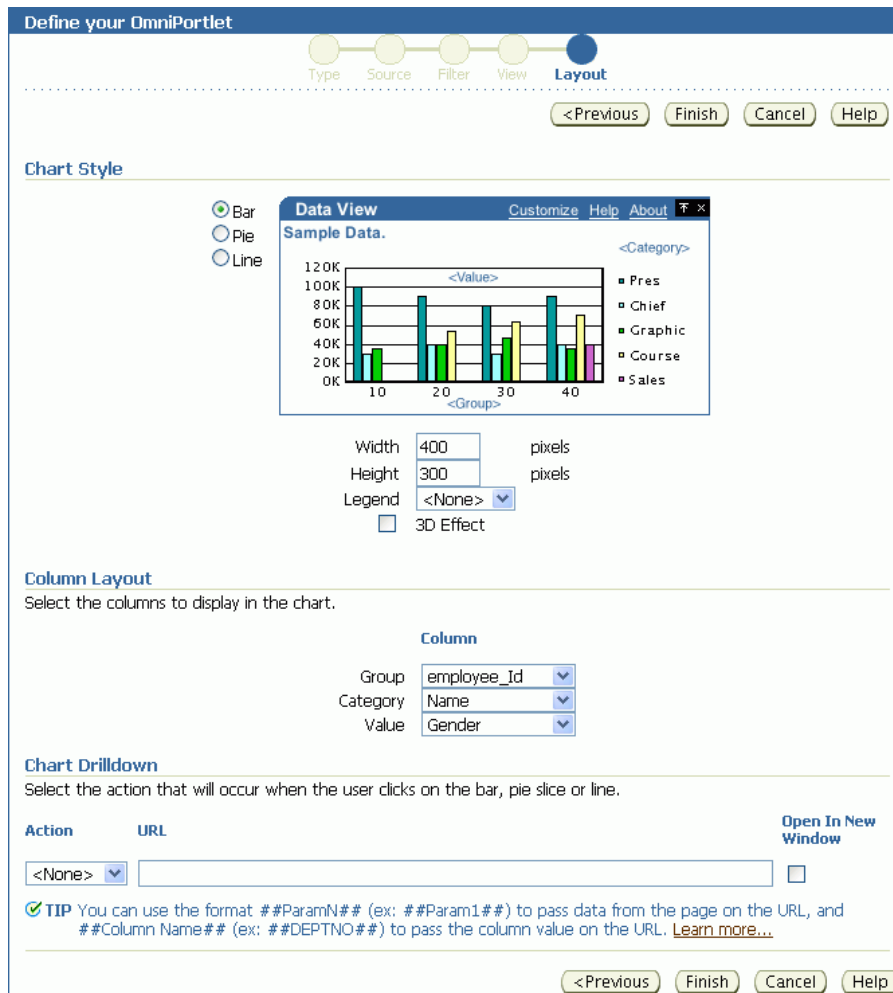 Define your OmniPortlet
Type Source Filter View Layout
<Previous Finish Cancel Help
Chart Style
Bar
Pie
Line
Data View Customize Help About
Sample Data.
<Category>
<Value>
120K
100K
80K
60K
40K
20K
0K
10 20 30 40
<Group>
Pres
Chief
Graphic
Course
Sales
Width 400 pixels
Height 300 pixels
Legend <None>
3D Effect
Column Layout
Select the columns to display in the chart.
Column
Group employee_Id
Category Name
Value Gender
Chart Drilldown
Select the action that will occur when the user clicks on the bar, pie slice or line.
Action URL Open In New Window
<None>
TIP You can use the format ##ParamN## (ex: ##Param1##) to pass data from the page on the URL, and
##Column Name## (ex: ##DEPTNO##) to pass the column value on the URL. Learn more...
<Previous Finish Cancel Help